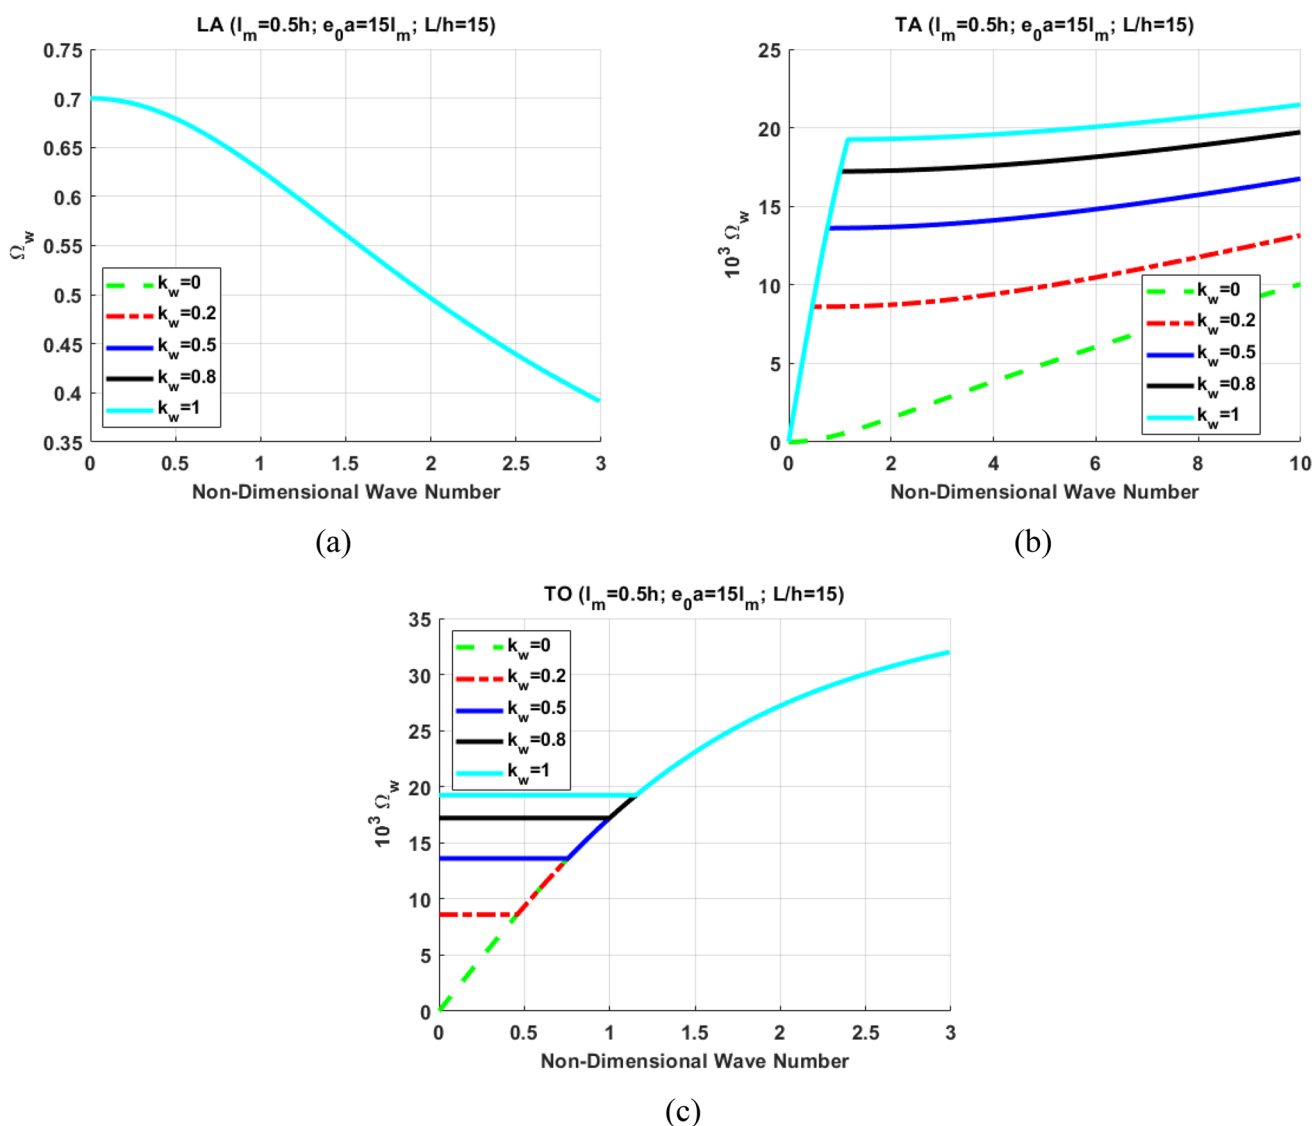 LA (l_m=0.5h; e_0a=15l_m; L/h=15)
0.75
0.7
0.65
0.6
0.55
0.5
0.45
0.4
0.35
Ω_w
k_w=0
k_w=0.2
k_w=0.5
k_w=0.8
k_w=1
0 0.5 1 1.5 2 2.5 3
Non-Dimensional Wave Number
(a)
TA (l_m=0.5h; e_0a=15l_m; L/h=15)
25
20
15
10
5
0
10^3 Ω_w
k_w=0
k_w=0.2
k_w=0.5
k_w=0.8
k_w=1
0 2 4 6 8 10
Non-Dimensional Wave Number
(b)
TO (l_m=0.5h; e_0a=15l_m; L/h=15)
35
30
25
20
15
10
5
0
10^3 Ω_w
k_w=0
k_w=0.2
k_w=0.5
k_w=0.8
k_w=1
0 0.5 1 1.5 2 2.5 3
Non-Dimensional Wave Number
(c)